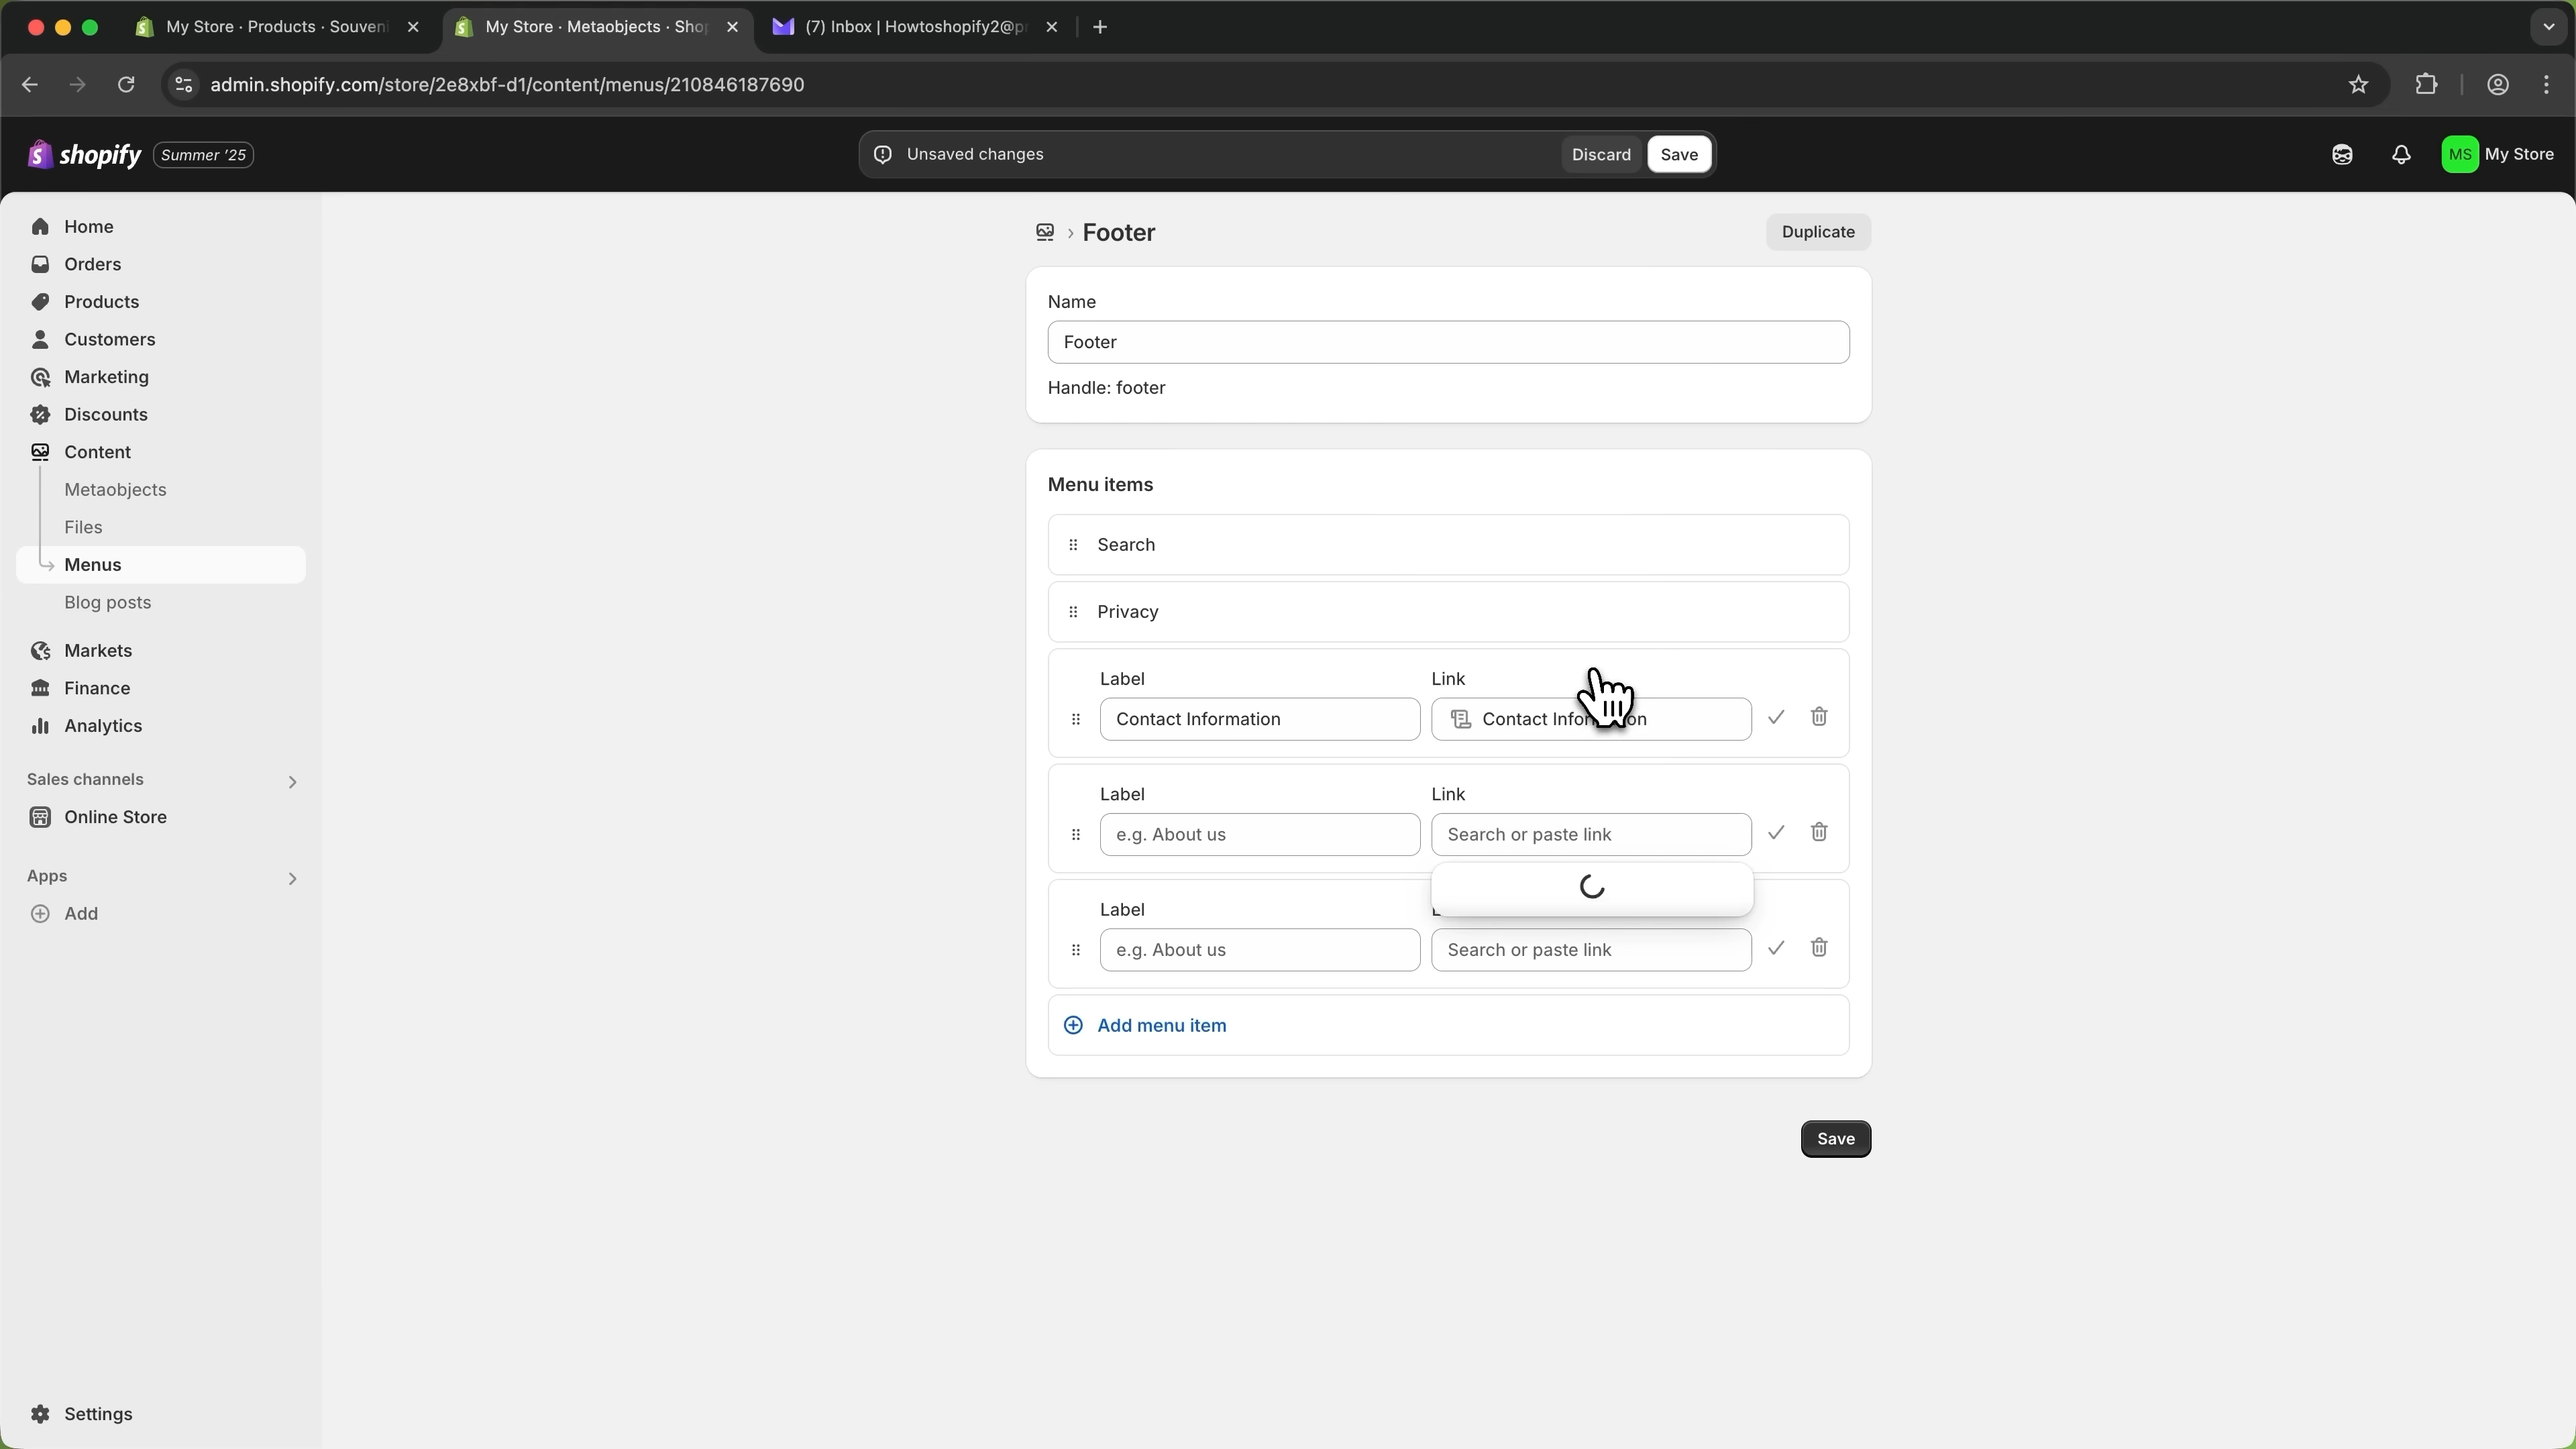 My Store · Products · Souveni
My Store · Metaobjects · Shop
(7) Inbox | Howtoshopify2@pr
admin.shopify.com/store/2e8xbf-d1/content/menus/210846187690
shopify
Summer '25
Unsaved changes
Discard
Save
MS
My Store
Home
Orders
Products
Customers
Marketing
Discounts
Content
Metaobjects
Files
Menus
Blog posts
Markets
Finance
Analytics
Sales channels
Online Store
Apps
Add
Settings
Footer
Duplicate
Name
Footer
Handle: footer
Menu items
Search
Privacy
Label
Link
Contact Information
Contact Information
Label
Link
e.g. About us
Search or paste link
Label
e.g. About us
Search or paste link
Add menu item
Save